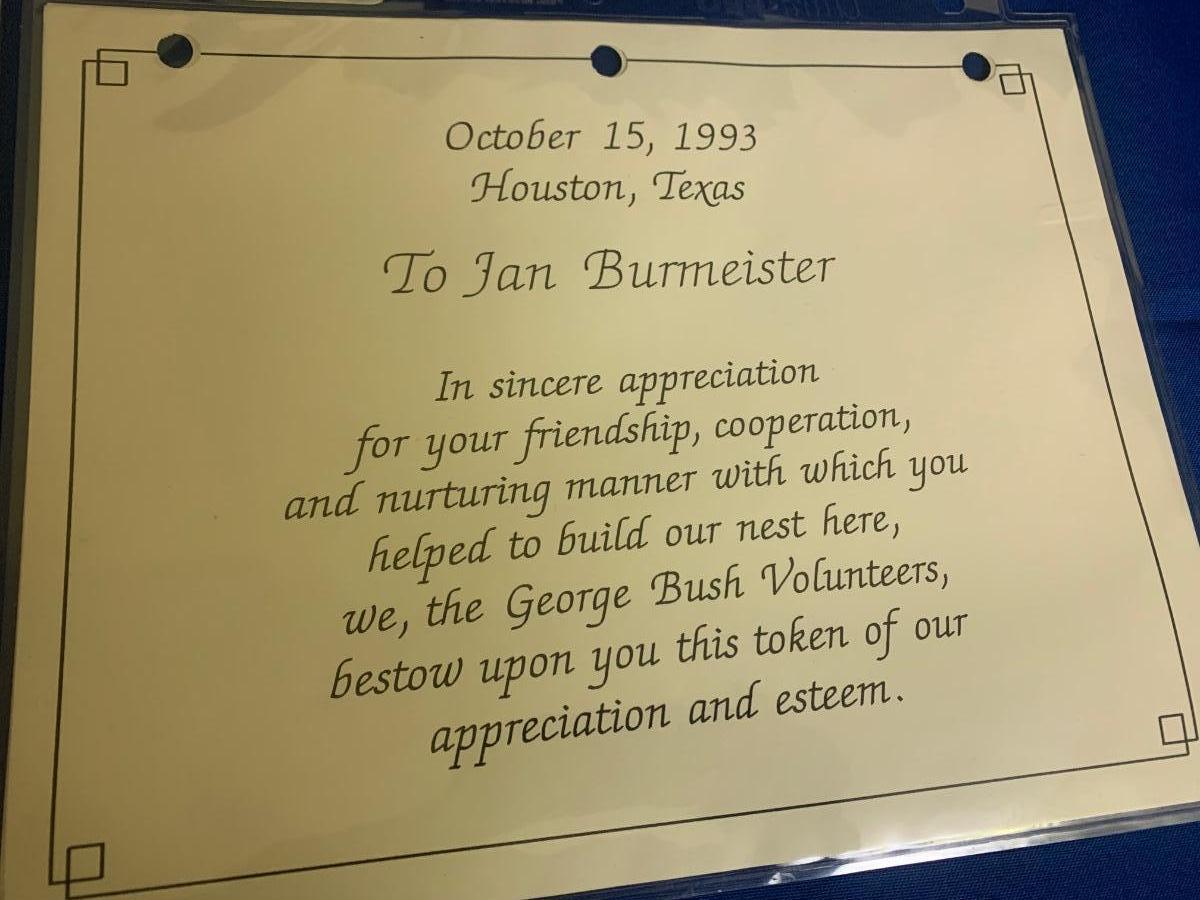 October 15, 1993
Houston, Texas
To Jan Burmeister
In sincere appreciation
for your friendship, cooperation,
and nurturing manner with which you
helped to build our nest here,
we, the George Bush Volunteers,
bestow upon you this token of our
appreciation and esteem.